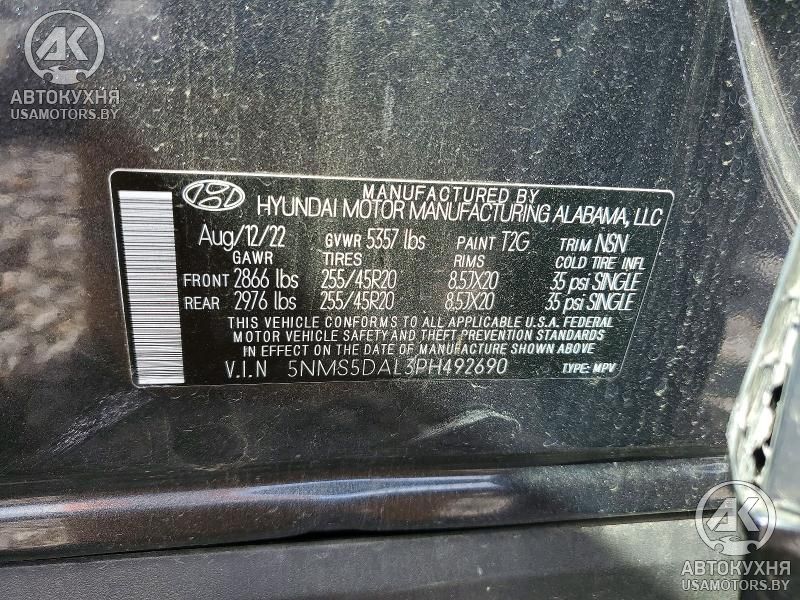 AK
АВТОКУХНЯ
USAMOTORS.BY
MANUFACTURED BY
HYUNDAI MOTOR MANUFACTURING ALABAMA, LLC
Aug/12/22 GVWR 5357 lbs PAINT T2G TRIM NSN
GAWR TIRES RIMS COLD TIRE INFL
FRONT 2866 lbs 255/45R20 8.5JX20 35 psi SINGLE
REAR 2976 lbs 255/45R20 8.5JX20 35 psi SINGLE
THIS VEHICLE CONFORMS TO ALL APPLICABLE U.S.A. FEDERAL
MOTOR VEHICLE SAFETY AND THEFT PREVENTION STANDARDS
IN EFFECT ON THE DATE OF MANUFACTURE SHOWN ABOVE
V.I.N 5NMS5DAL3PH492690 TYPE: MPV
AK
АВТОКУХНЯ
USAMOTORS.BY